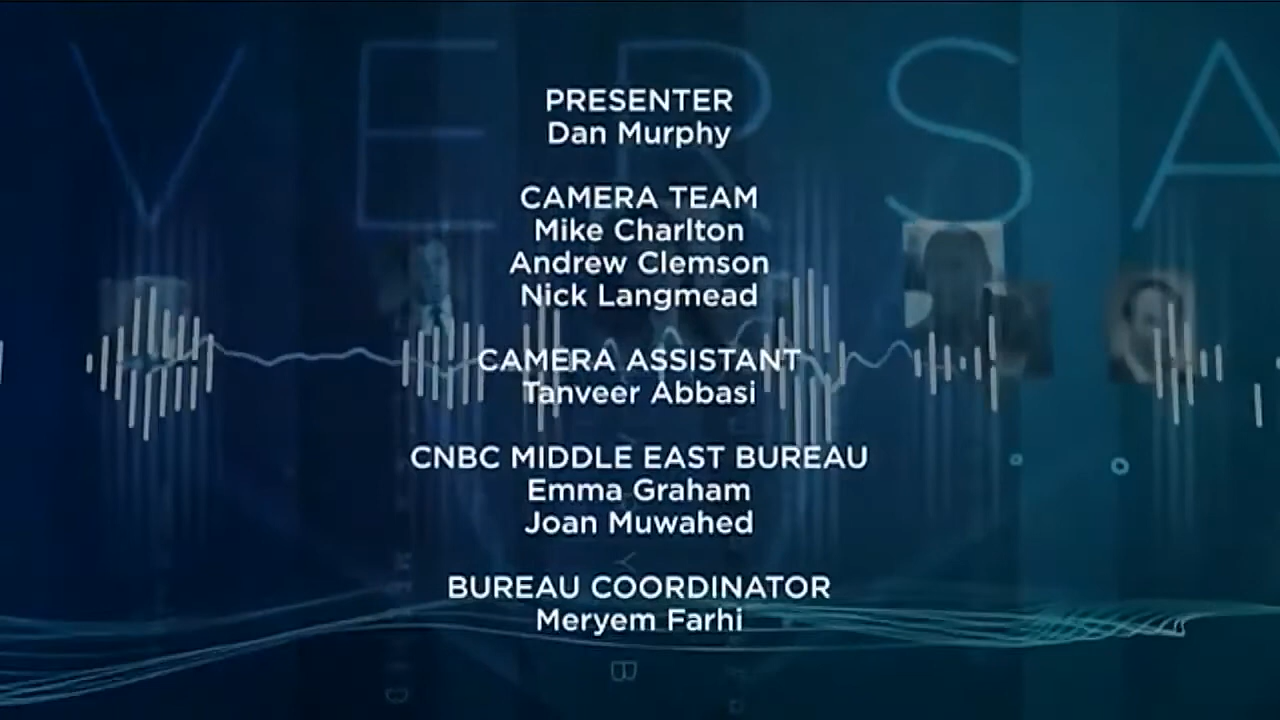 VERSA
PRESENTER
Dan Murphy
CAMERA TEAM
Mike Charlton
Andrew Clemson
Nick Langmead
CAMERA ASSISTANT
Tanveer Abbasi
CNBC MIDDLE EAST BUREAU
Emma Graham
Joan Muwahed
BUREAU COORDINATOR
Meryem Farhi